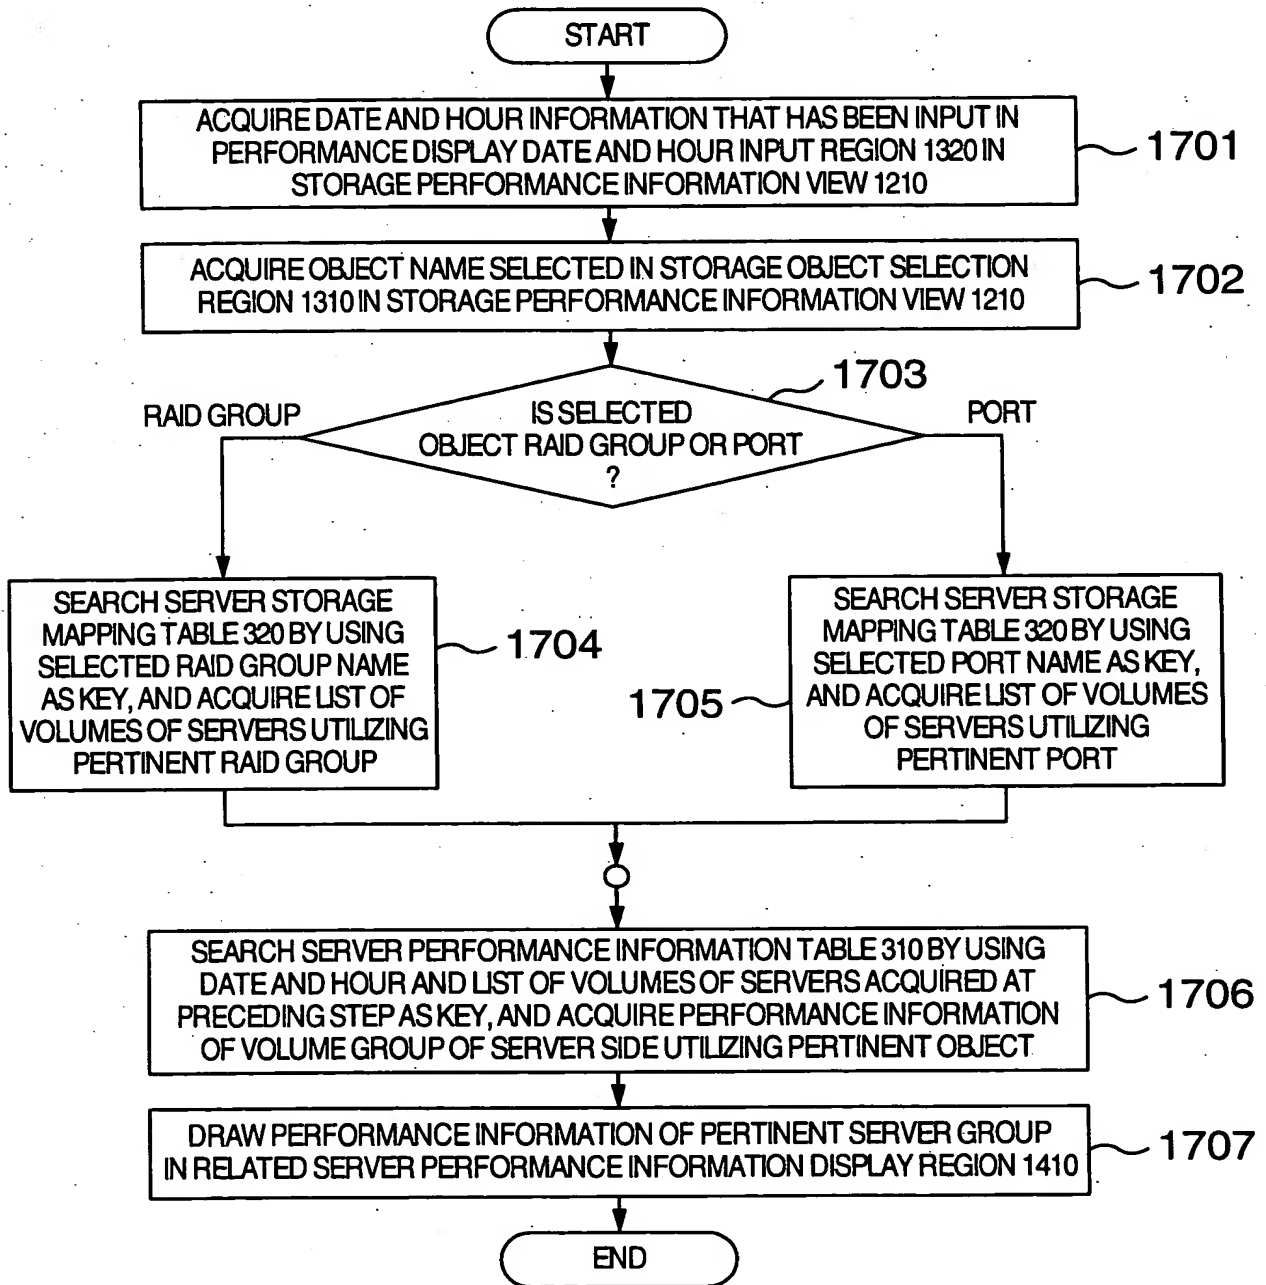 START
ACQUIRE DATE AND HOUR INFORMATION THAT HAS BEEN INPUT IN
PERFORMANCE DISPLAY DATE AND HOUR INPUT REGION 1320 IN
STORAGE PERFORMANCE INFORMATION VIEW 1210
1701
ACQUIRE OBJECT NAME SELECTED IN STORAGE OBJECT SELECTION
REGION 1310 IN STORAGE PERFORMANCE INFORMATION VIEW 1210
1702
1703
RAID GROUP
IS SELECTED
OBJECT RAID GROUP OR PORT
?
PORT
SEARCH SERVER STORAGE
MAPPING TABLE 320 BY USING
SELECTED RAID GROUP NAME
AS KEY, AND ACQUIRE LIST OF
VOLUMES OF SERVERS UTILIZING
PERTINENT RAID GROUP
1704
SEARCH SERVER STORAGE
MAPPING TABLE 320 BY USING
SELECTED PORT NAME AS KEY,
AND ACQUIRE LIST OF VOLUMES
OF SERVERS UTILIZING
PERTINENT PORT
1705
SEARCH SERVER PERFORMANCE INFORMATION TABLE 310 BY USING
DATE AND HOUR AND LIST OF VOLUMES OF SERVERS ACQUIRED AT
PRECEDING STEP AS KEY, AND ACQUIRE PERFORMANCE INFORMATION
OF VOLUME GROUP OF SERVER SIDE UTILIZING PERTINENT OBJECT
1706
DRAW PERFORMANCE INFORMATION OF PERTINENT SERVER GROUP
IN RELATED SERVER PERFORMANCE INFORMATION DISPLAY REGION 1410
1707
END